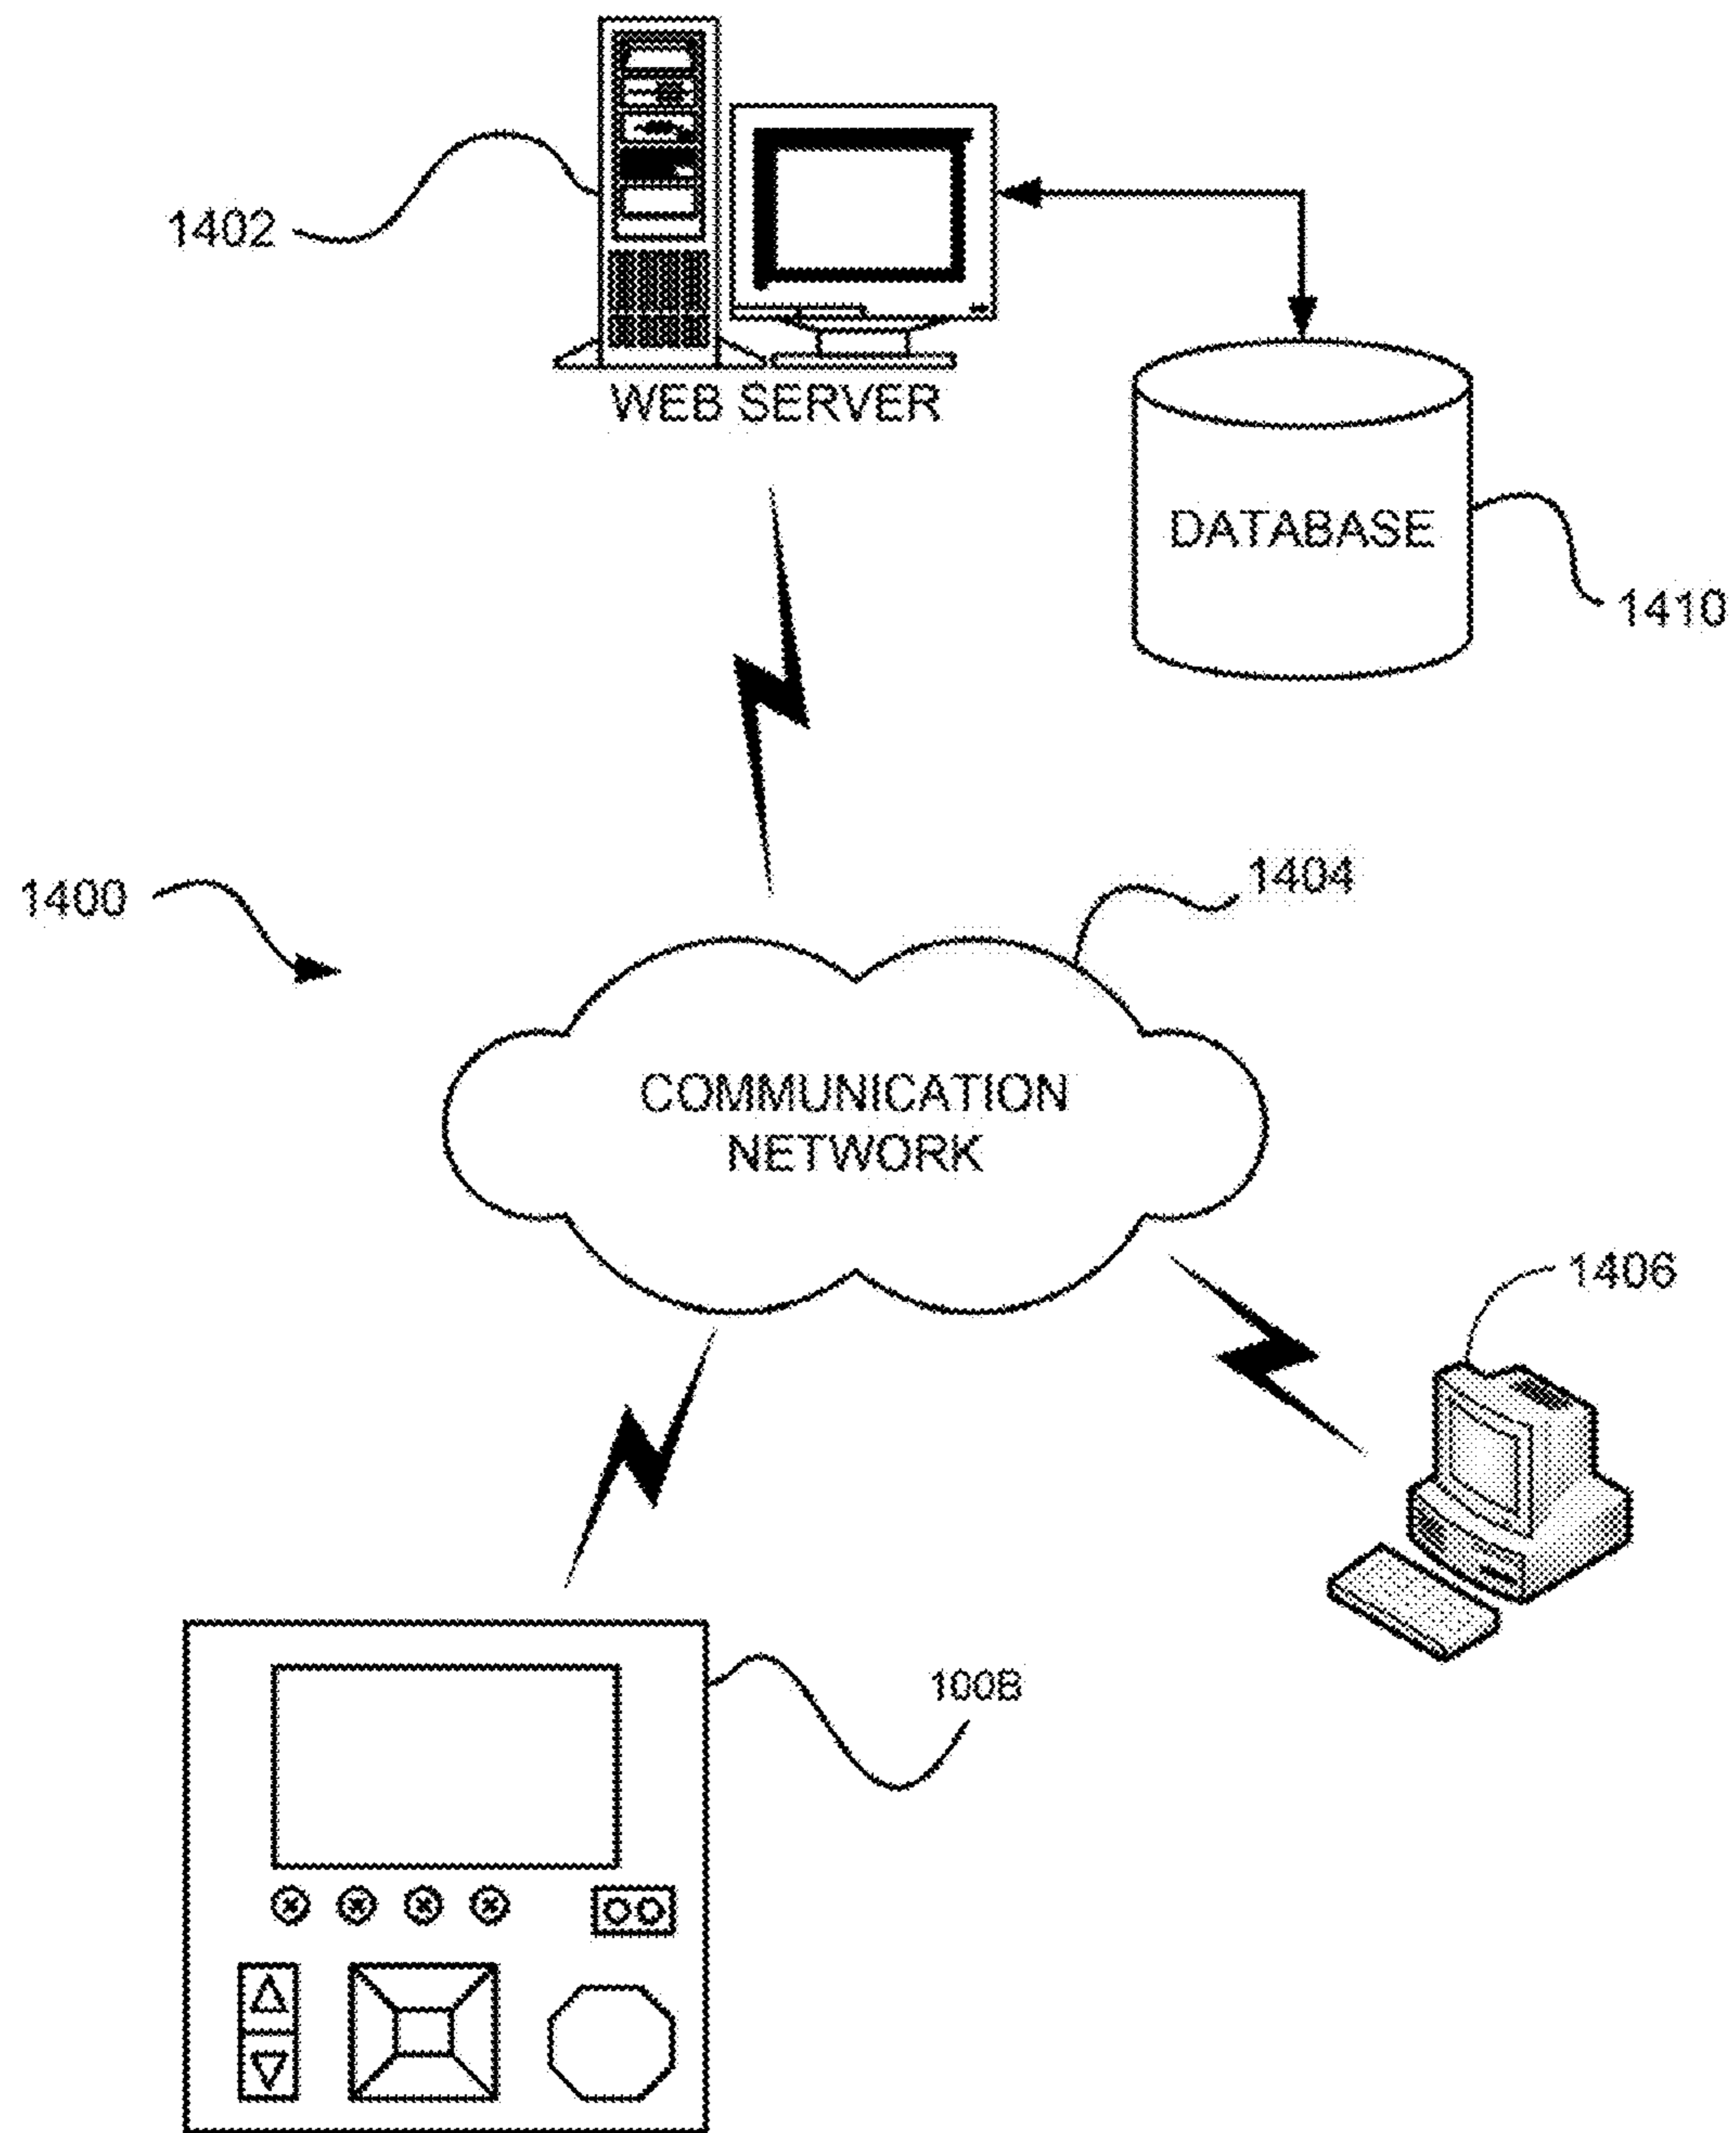 1402
WEB SERVER
DATABASE
1410
1400
1404
COMMUNICATION
NETWORK
1406
100B